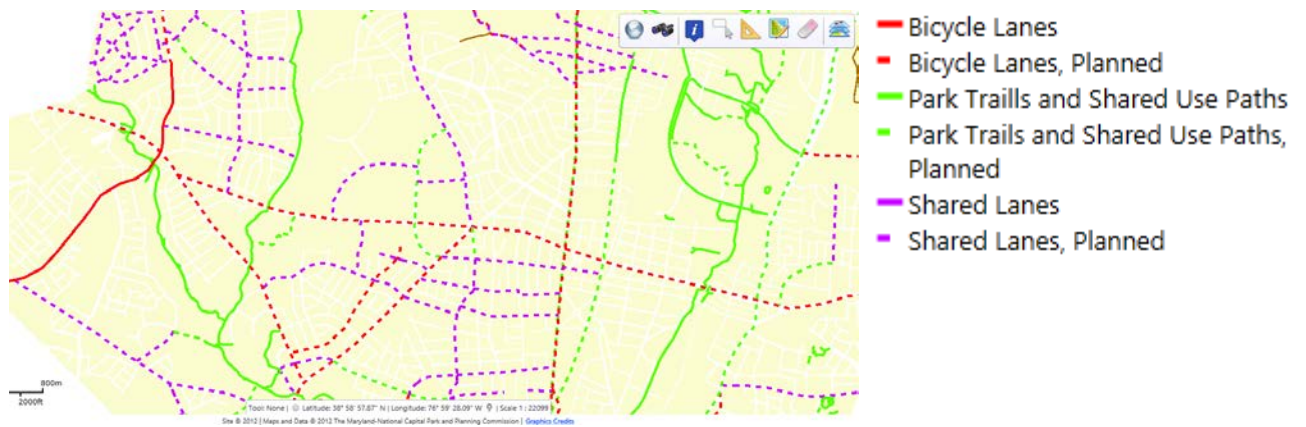 Bicycle Lanes
Bicycle Lanes, Planned
Park Traills and Shared Use Paths
Park Trails and Shared Use Paths,
Planned
Shared Lanes
Shared Lanes, Planned
800m
2000ft
Tool: None | Latitude: 38° 58' 57.87" N | Longitude: 76° 59' 28.09" W | Scale 1 : 22099
Site © 2012 | Maps and Data © 2012 The Maryland-National Capital Park and Planning Commission | Graphics Credits